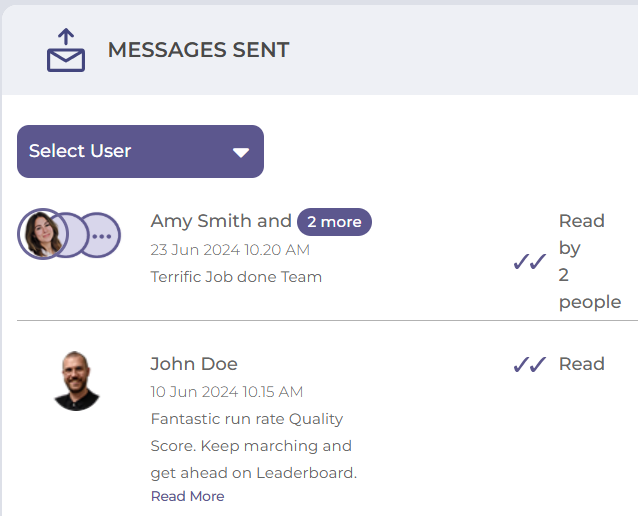 MESSAGES SENT
Select User
Amy Smith and 2 more
23 Jun 2024 10.20 AM
Terrific Job done Team
Read
by
2
people
John Doe
10 Jun 2024 10.15 AM
Fantastic run rate Quality
Score. Keep marching and
get ahead on Leaderboard.
Read More
Read